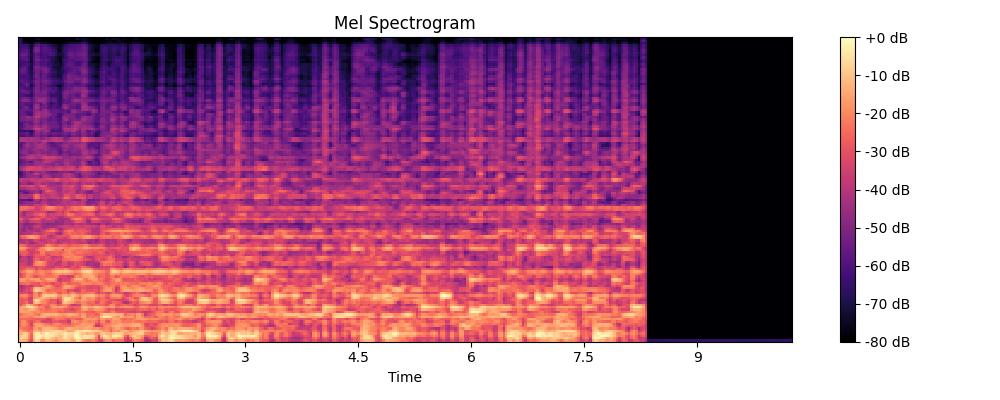 Mel Spectrogram
+0 dB
-10 dB
-20 dB
-30 dB
-40 dB
-50 dB
-60 dB
-70 dB
-80 dB
0 1.5 3 4.5 6 7.5 9
Time